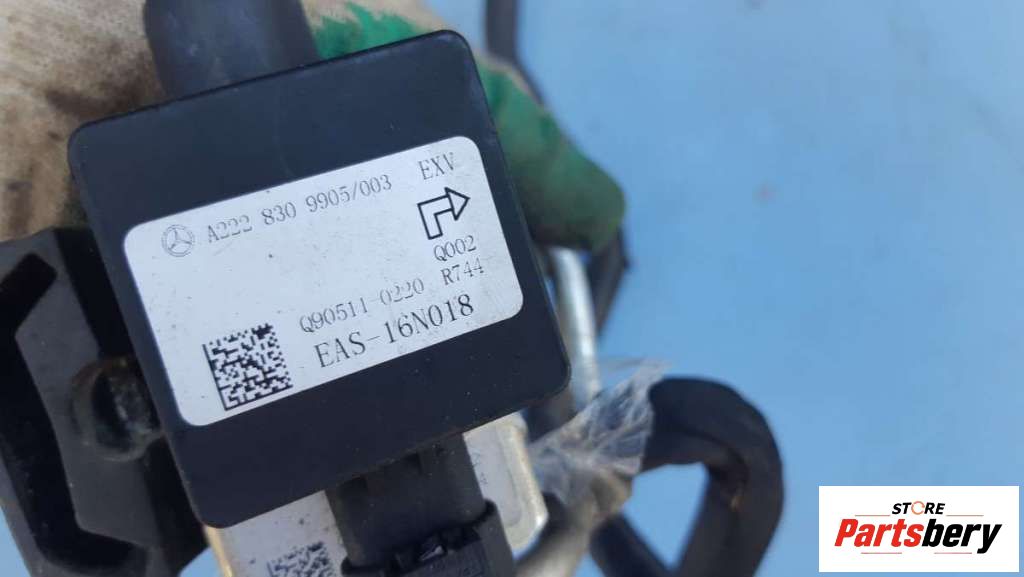 A222 830 9905/003 EXV
Q002
Q90511-0220 R744
EAS-16N018
STORE
Partsbery